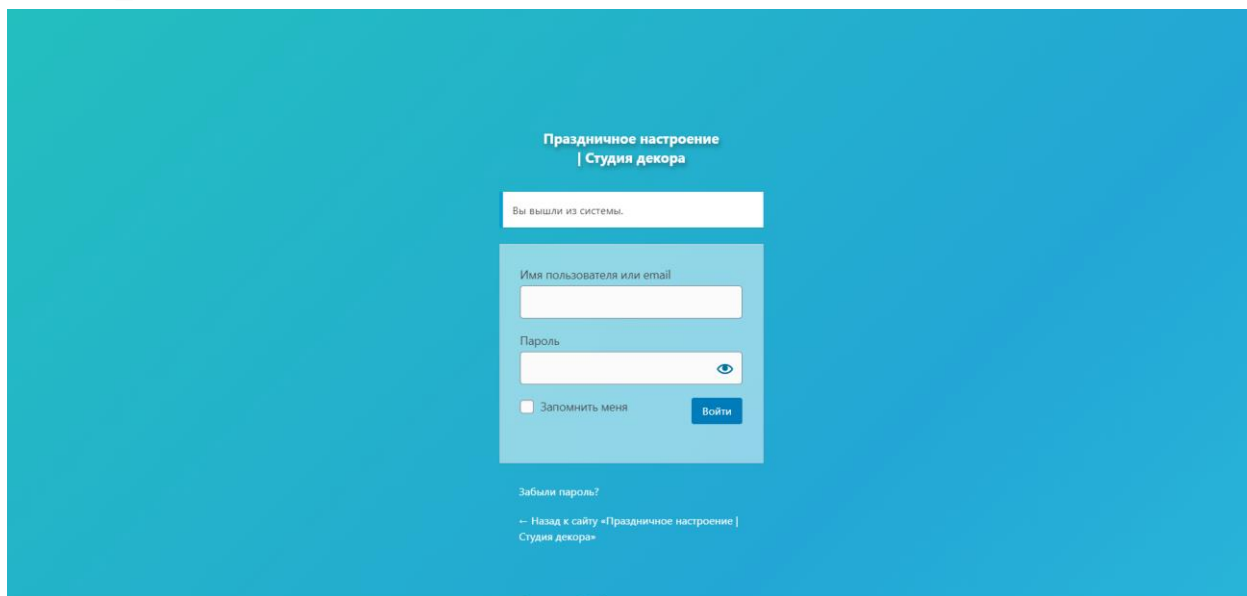 Праздничное настроение
| Студия декора
Вы вышли из системы.
Имя пользователя или email
Пароль
Запомнить меня
Войти
Забыли пароль?
← Назад к сайту «Праздничное настроение |
Студия декора»